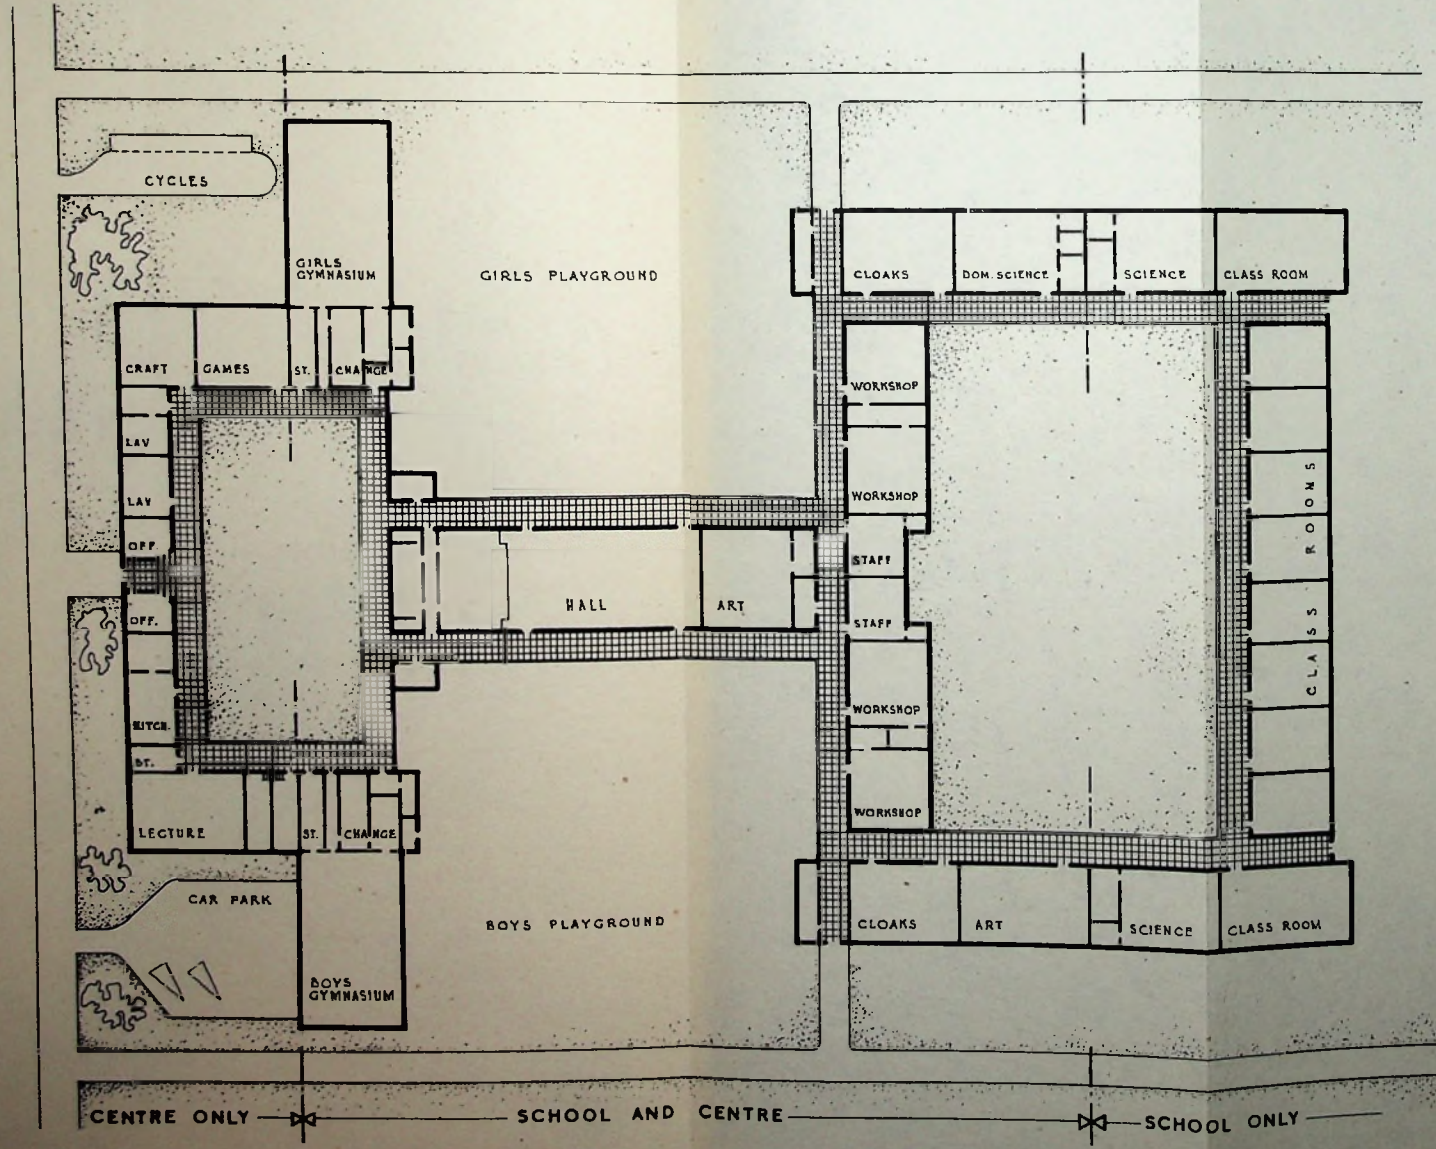 CYCLES
GIRLS
GYMNASIUM
GIRLS PLAYGROUND
CLOAKS
DOM. SCIENCE
SCIENCE
CLASS ROOM
CRAFT
GAMES
ST.
CHANGE
WORKSHOP
LAV
WORKSHOP
LAV
OFF.
STAFF
HALL
ART
OFF.
STAFF
CLASS ROOMS
KITCH.
WORKSHOP
ST.
LECTURE
ST.
CHANGE
WORKSHOP
CAR PARK
BOYS PLAYGROUND
CLOAKS
ART
SCIENCE
CLASS ROOM
BOYS
GYMNASIUM
CENTRE ONLY
SCHOOL AND CENTRE
SCHOOL ONLY